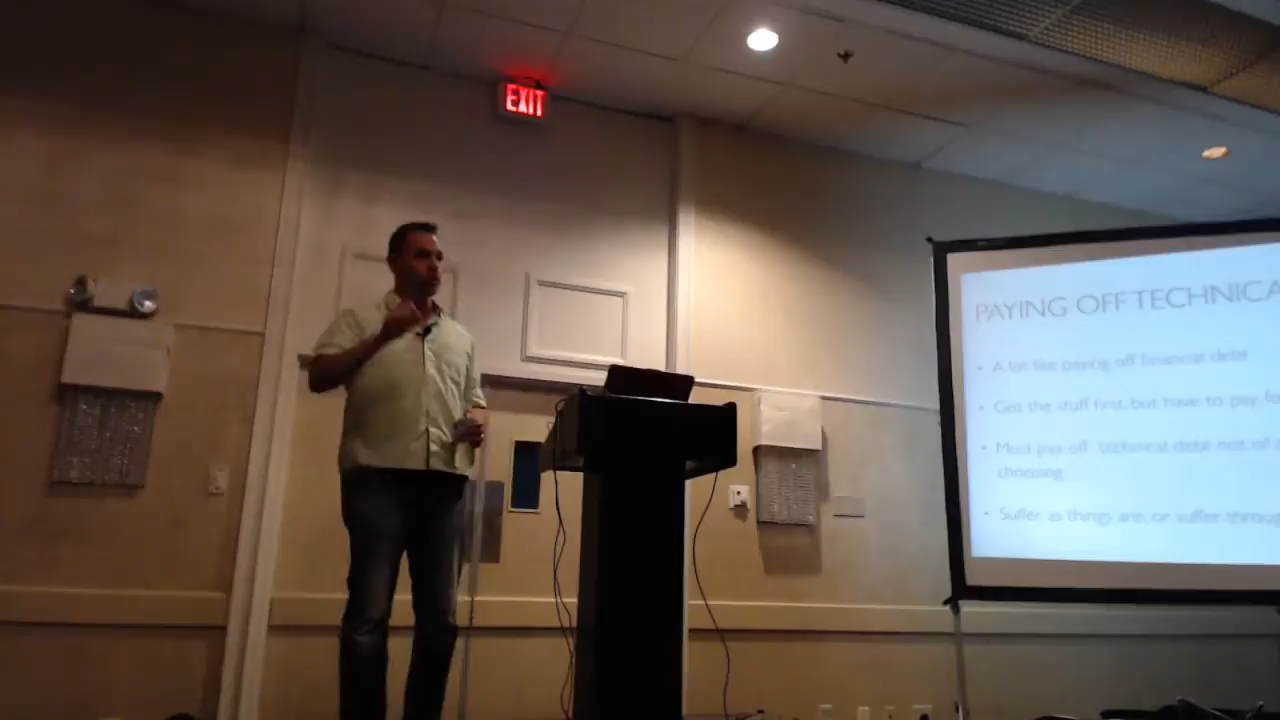 EXIT
PAYING OFF TECHNICA
A lot like paying off financial debt
Got the stuff first, but have to pay fo
Must pay off technical debt not of
choosing
Suffer as things are, or suffer throu